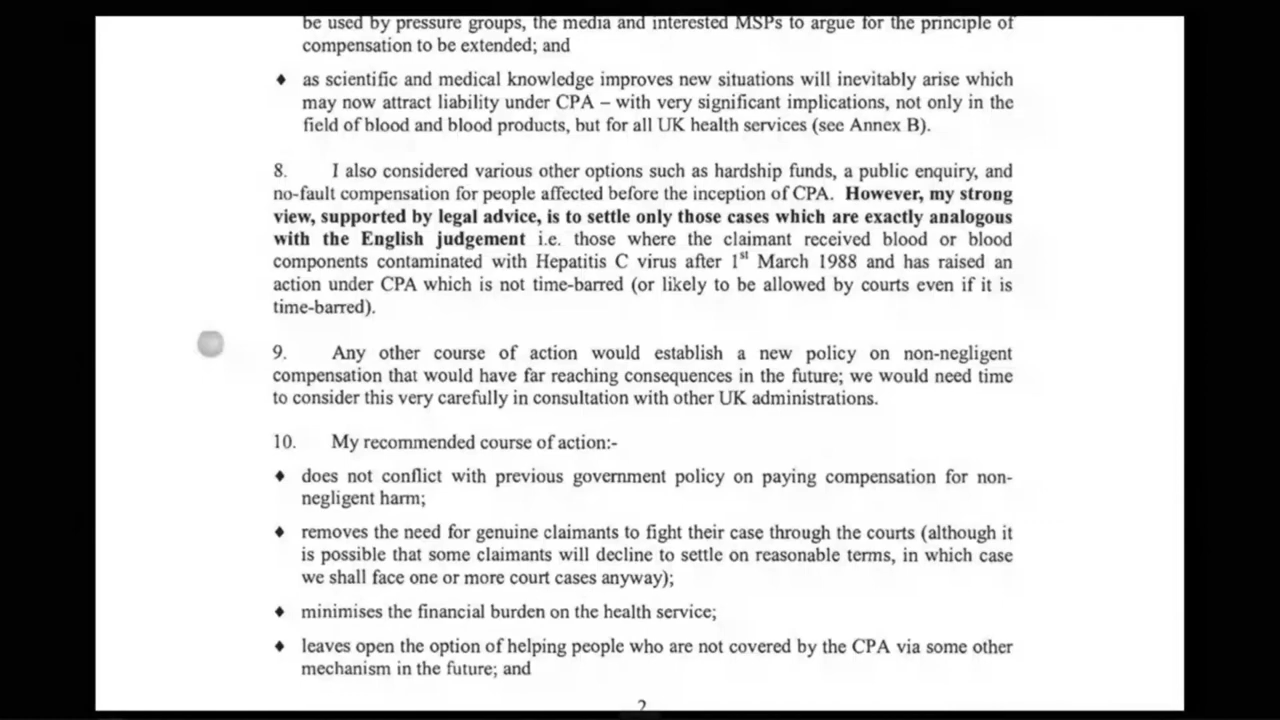 be used by pressure groups, the media and interested MSPs to argue for the principle of
compensation to be extended; and
♦ as scientific and medical knowledge improves new situations will inevitably arise which
may now attract liability under CPA – with very significant implications, not only in the
field of blood and blood products, but for all UK health services (see Annex B).
8. I also considered various other options such as hardship funds, a public enquiry, and
no-fault compensation for people affected before the inception of CPA. However, my strong
view, supported by legal advice, is to settle only those cases which are exactly analogous
with the English judgement i.e. those where the claimant received blood or blood
components contaminated with Hepatitis C virus after 1st March 1988 and has raised an
action under CPA which is not time-barred (or likely to be allowed by courts even if it is
time-barred).
9. Any other course of action would establish a new policy on non-negligent
compensation that would have far reaching consequences in the future; we would need time
to consider this very carefully in consultation with other UK administrations.
10. My recommended course of action:-
♦ does not conflict with previous government policy on paying compensation for non-
negligent harm;
♦ removes the need for genuine claimants to fight their case through the courts (although it
is possible that some claimants will decline to settle on reasonable terms, in which case
we shall face one or more court cases anyway);
♦ minimises the financial burden on the health service;
♦ leaves open the option of helping people who are not covered by the CPA via some other
mechanism in the future; and
2